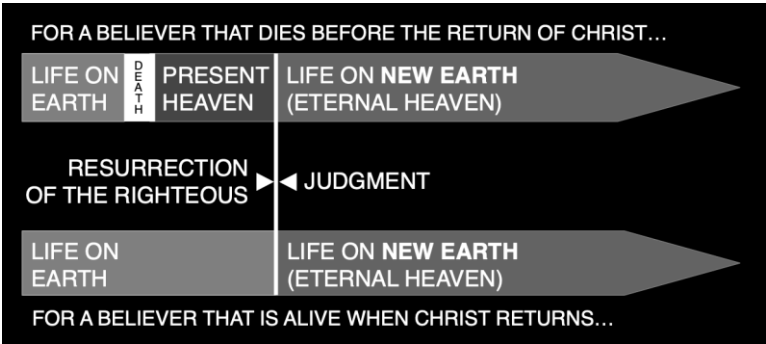 FOR A BELIEVER THAT DIES BEFORE THE RETURN OF CHRIST…
LIFE ON EARTH
DEATH
PRESENT HEAVEN
LIFE ON NEW EARTH
(ETERNAL HEAVEN)
RESURRECTION
OF THE RIGHTEOUS
JUDGMENT
LIFE ON
EARTH
LIFE ON NEW EARTH
(ETERNAL HEAVEN)
FOR A BELIEVER THAT IS ALIVE WHEN CHRIST RETURNS…